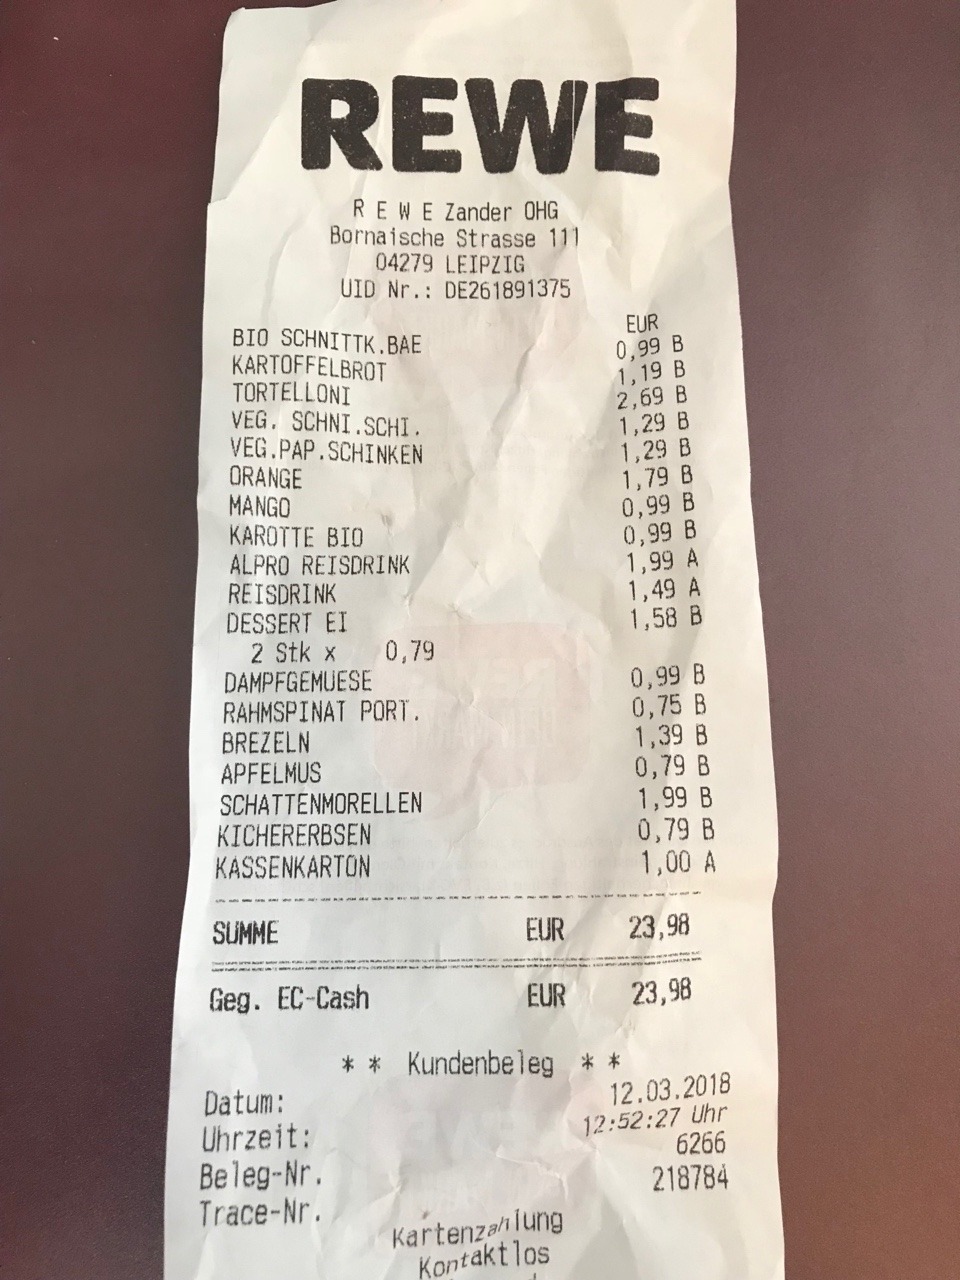 REWE
R E W E Zander OHG
Bornaische Strasse 111
04279 LEIPZIG
UID Nr.: DE261891375
EUR
BIO SCHNITTK.BAE 0,99 B
KARTOFFELBROT 1,19 B
TORTELLONI 2,69 B
VEG. SCHNI.SCHI. 1,29 B
VEG.PAP.SCHINKEN 1,29 B
ORANGE 1,79 B
MANGO 0,99 B
KAROTTE BIO 0,99 B
ALPRO REISDRINK 1,99 A
REISDRINK 1,49 A
DESSERT EI 1,58 B
2 Stk x 0,79
DAMPFGEMUESE 0,99 B
RAHMSPINAT PORT. 0,75 B
BREZELN 1,39 B
APFELMUS 0,79 B
SCHATTENMORELLEN 1,99 B
KICHERERBSEN 0,79 B
KASSENKARTON 1,00 A
SUMME EUR 23,98
Geg. EC-Cash EUR 23,98
* * Kundenbeleg * *
Datum: 12.03.2018
Uhrzeit: 12:52:27 Uhr
Beleg-Nr. 6266
Trace-Nr. 218784
Kartenzahlung
Kontaktlos